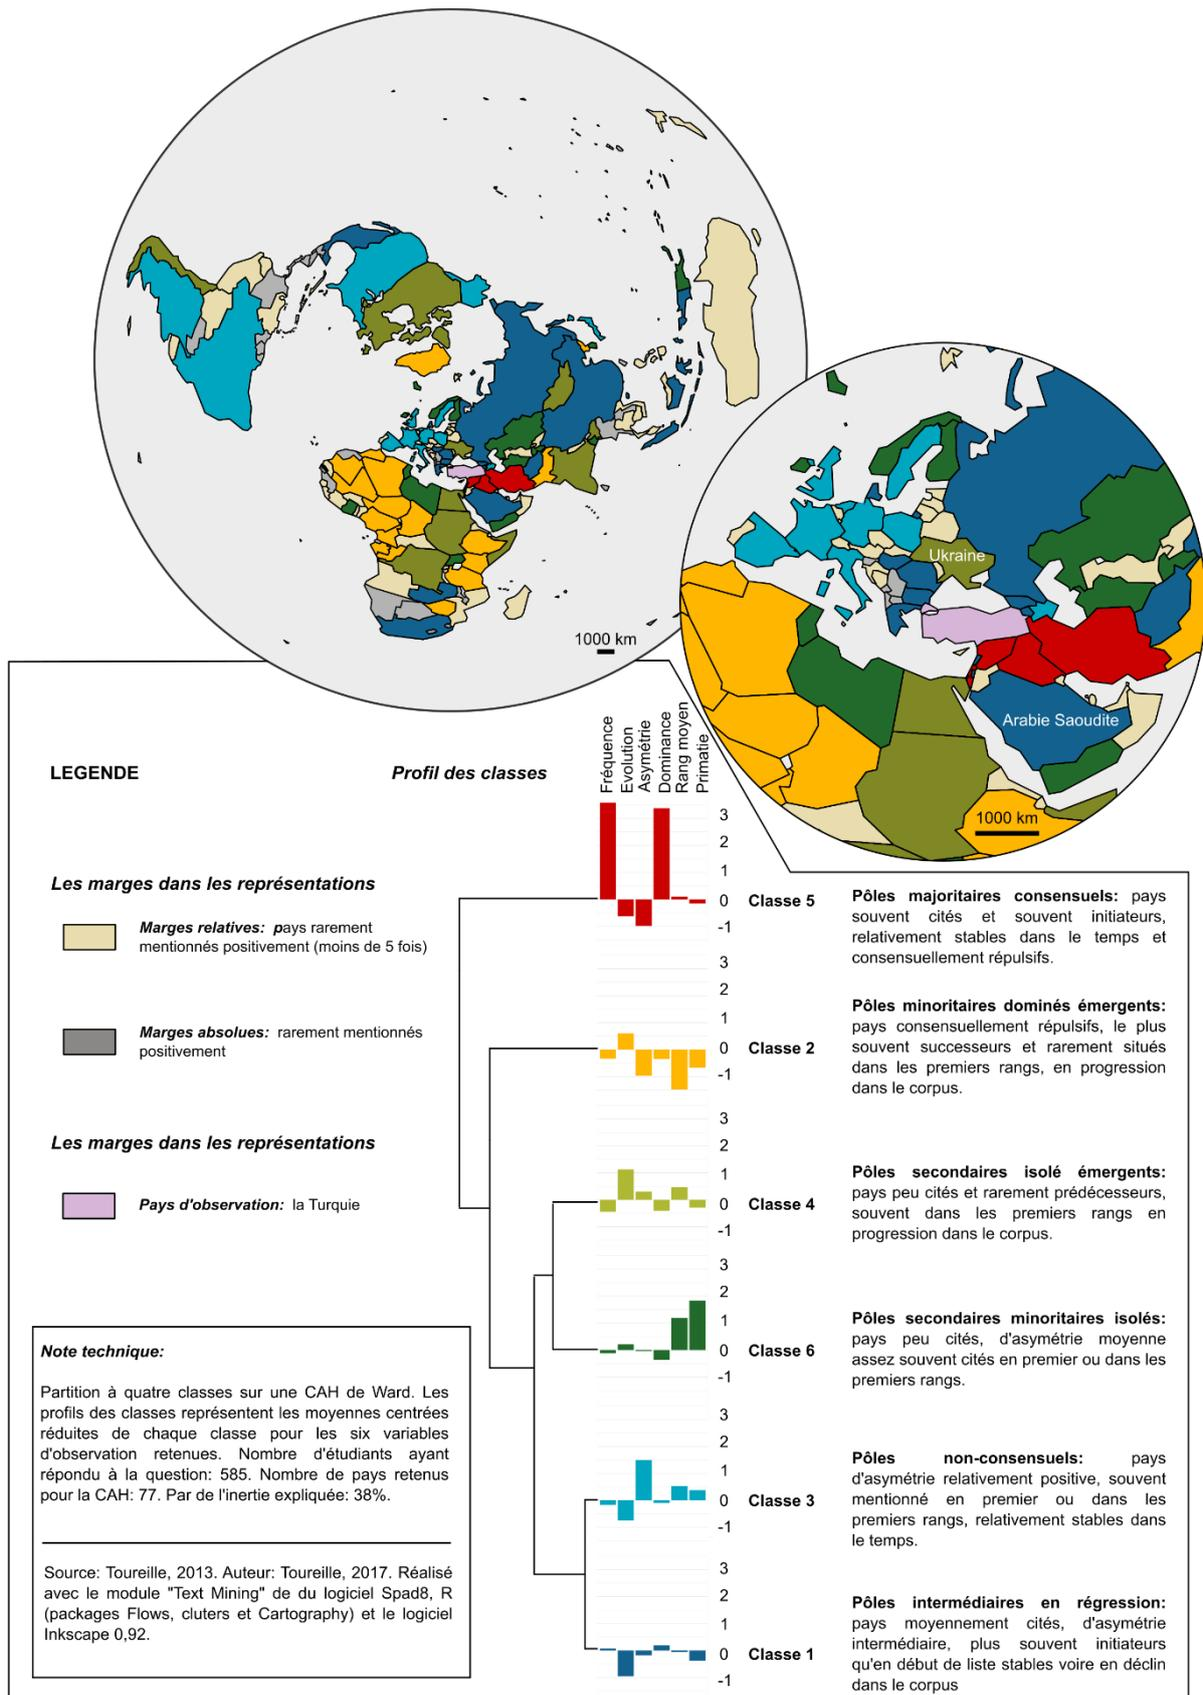 1000 km
Ukraine
Arabie Saoudite
1000 km
LEGENDE
Profil des classes
Fréquence
Evolution
Asymétrie
Dominance
Rang moyen
Primatie
Les marges dans les représentations
Marges relatives: pays rarement
mentionnés positivement (moins de 5 fois)
Marges absolues: rarement mentionnés
positivement
Les marges dans les représentations
Pays d'observation: la Turquie
3
2
1
0
-1
Classe 5
Pôles majoritaires consensuels: pays
souvent cités et souvent initiateurs,
relativement stables dans le temps et
consensuellement répulsifs.
3
2
1
0
-1
Classe 2
Pôles minoritaires dominés émergents:
pays consensuellement répulsifs, le plus
souvent successeurs et rarement situés
dans les premiers rangs, en progression
dans le corpus.
3
2
1
0
-1
Classe 4
Pôles secondaires isolé émergents:
pays peu cités et rarement prédécesseurs,
souvent dans les premiers rangs en
progression dans le corpus.
3
2
1
0
-1
Classe 6
Pôles secondaires minoritaires isolés:
pays peu cités, d'asymétrie moyenne
assez souvent cités en premier ou dans les
premiers rangs.
3
2
1
0
-1
Classe 3
Pôles non-consensuels: pays
d'asymétrie relativement positive, souvent
mentionné en premier ou dans les
premiers rangs, relativement stables dans
le temps.
3
2
1
0
-1
Classe 1
Pôles intermédiaires en régression:
pays moyennement cités, d'asymétrie
intermédiaire, plus souvent initiateurs
qu'en début de liste stables voire en déclin
dans le corpus
Note technique:
Partition à quatre classes sur une CAH de Ward. Les
profils des classes représentent les moyennes centrées
réduites de chaque classe pour les six variables
d'observation retenues. Nombre d'étudiants ayant
répondu à la question: 585. Nombre de pays retenus
pour la CAH: 77. Par de l'inertie expliquée: 38%.
Source: Toureille, 2013. Auteur: Toureille, 2017. Réalisé
avec le module "Text Mining" de du logiciel Spad8, R
(packages Flows, cluters et Cartography) et le logiciel
Inkscape 0,92.